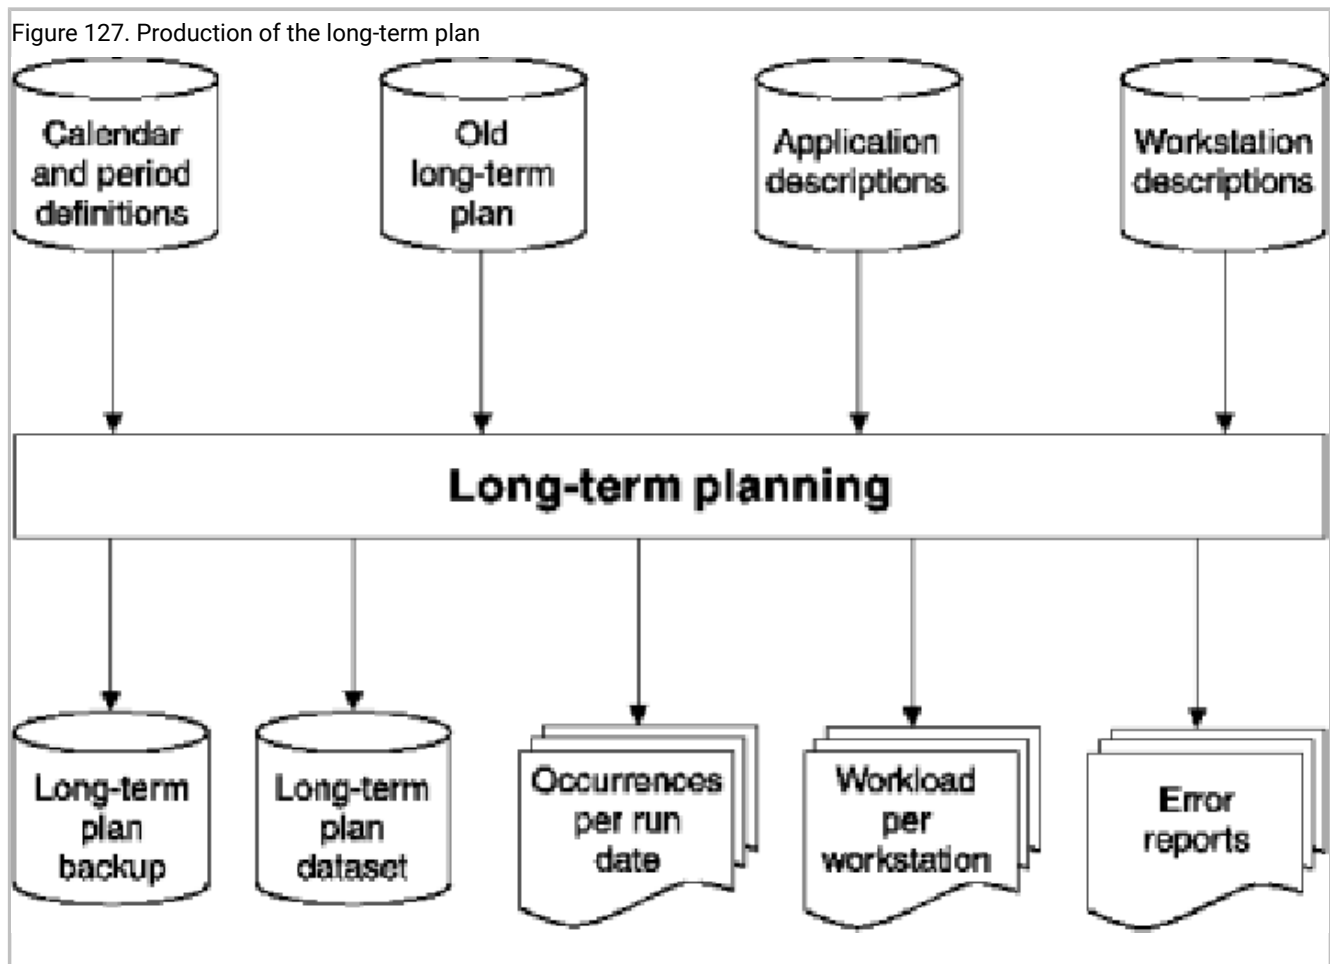 Figure 127. Production of the long-term plan
Calendar
and period
definitions
Old
long-term
plan
Application
descriptions
Workstation
descriptions
Long-term planning
Long-term
plan
backup
Long-term
plan
dataset
Occurrences
per run
date
Workload
per
workstation
Error
reports